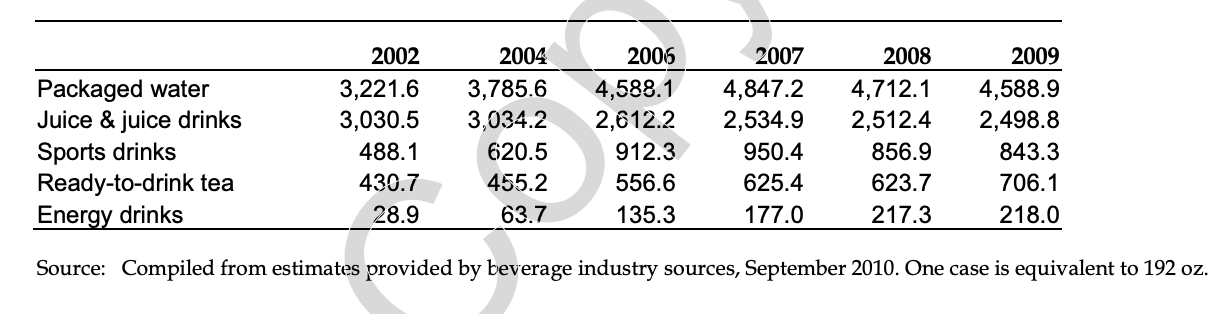 2002 2004 2006 2007 2008 2009
Packaged water 3,221.6 3,785.6 4,588.1 4,847.2 4,712.1 4,588.9
Juice & juice drinks 3,030.5 3,034.2 2,612.2 2,534.9 2,512.4 2,498.8
Sports drinks 488.1 620.5 912.3 950.4 856.9 843.3
Ready-to-drink tea 430.7 455.2 556.6 625.4 623.7 706.1
Energy drinks 28.9 63.7 135.3 177.0 217.3 218.0
Source: Compiled from estimates provided by beverage industry sources, September 2010. One case is equivalent to 192 oz.
Copy